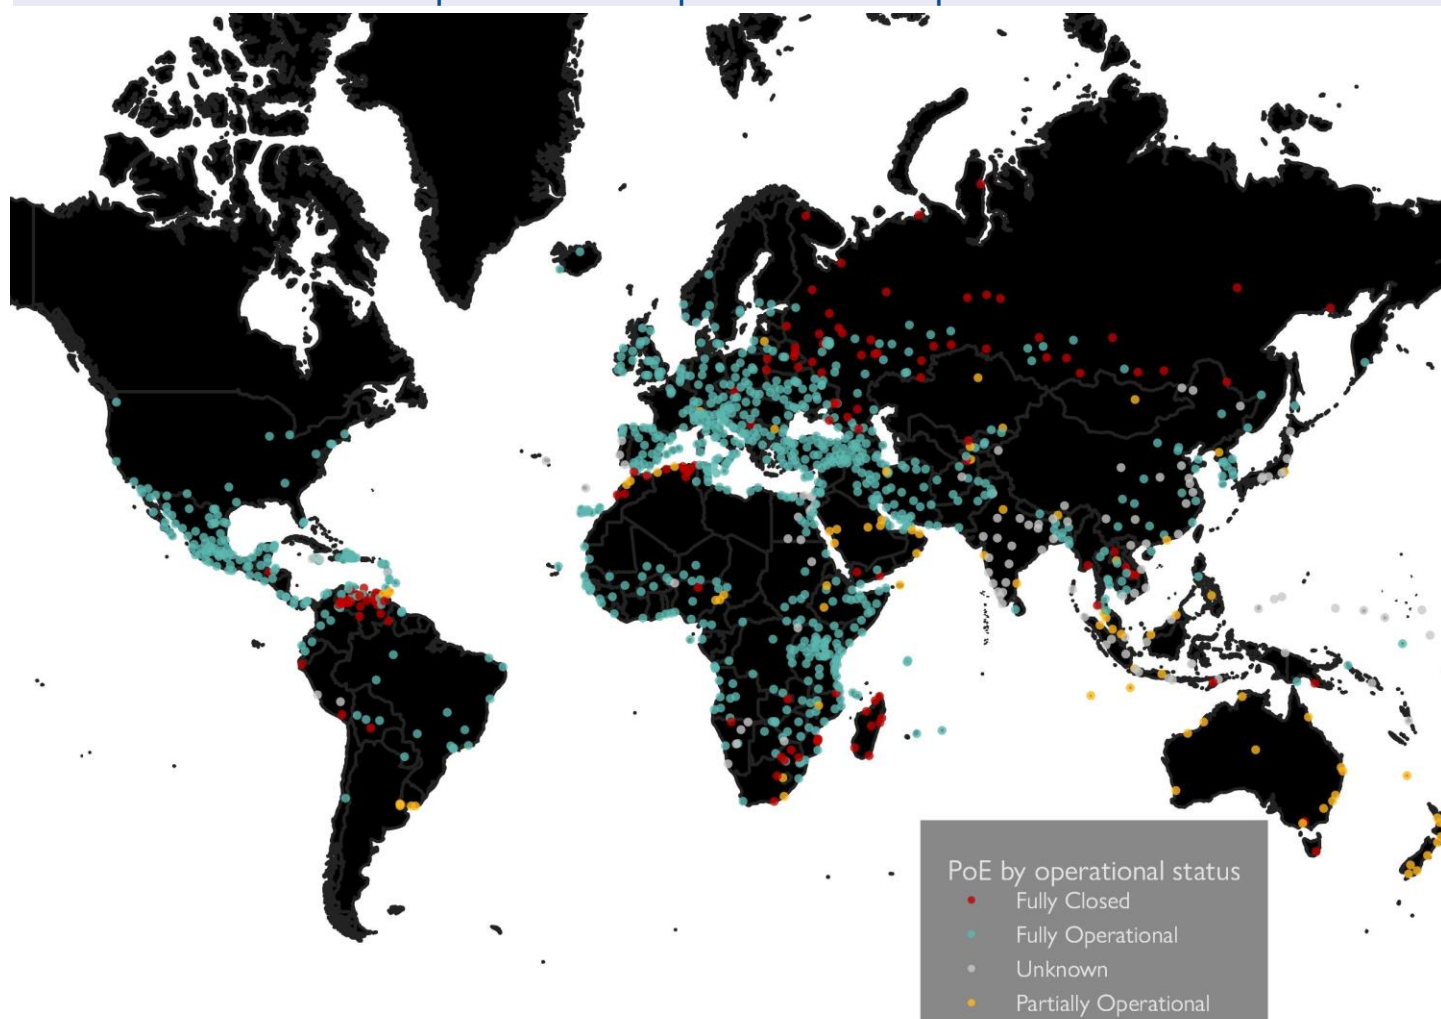 PoE by operational status
Fully Closed
Fully Operational
Unknown
Partially Operational